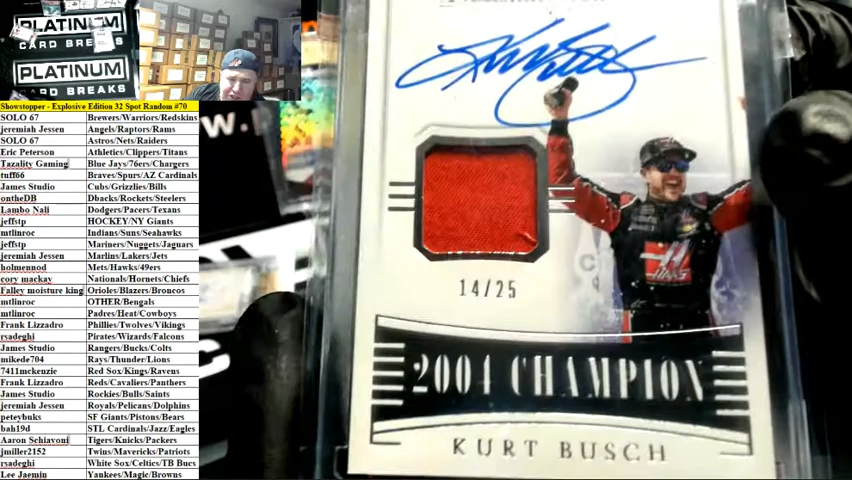 PLATINUM
CARD BREAKS
PLATINUM
CARD BREAKS
Showstopper - Explosive Edition 32 Spot Random #70
SOLO 67 Brewers/Warriors/Redskins
jeremiah Jessen Angels/Raptors/Rams
SOLO 67 Astros/Nets/Raiders
Eric Peterson Athletics/Clippers/Titans
Tazality Gaming Blue Jays/76ers/Chargers
tuff66 Braves/Spurs/AZ Cardinals
James Studio Cubs/Grizzlies/Bills
ontheDB Dbacks/Rockets/Steelers
Lambo Nali Dodgers/Pacers/Texans
jeffstp HOCKEY/NY Giants
mtlinroc Indians/Suns/Seahawks
jeffstp Mariners/Nuggets/Jaguars
jeremiah Jessen Marlins/Lakers/Jets
holmennod Mets/Hawks/49ers
cory mackay Nationals/Hornets/Chiefs
Falley moisture king Orioles/Blazers/Broncos
mtlinroc OTHER/Bengals
mtlinroc Padres/Heat/Cowboys
Frank Lizzadro Phillies/Twolves/Vikings
rsadeghi Pirates/Wizards/Falcons
James Studio Rangers/Bucks/Colts
mikede704 Rays/Thunder/Lions
7411mckenzie Red Sox/Kings/Ravens
Frank Lizzadro Reds/Cavaliers/Panthers
James Studio Rockies/Bulls/Saints
jeremiah Jessen Royals/Pelicans/Dolphins
peteybuks SF Giants/Pistons/Bears
bah19d STL Cardinals/Jazz/Eagles
Aaron Schiavoni Tigers/Knicks/Packers
jmiller2152 Twins/Mavericks/Patriots
rsadeghi White Sox/Celtics/TB Bucs
Lee Jaemin Yankees/Magic/Browns
HAAS
14/25
2004 CHAMPION
KURT BUSCH